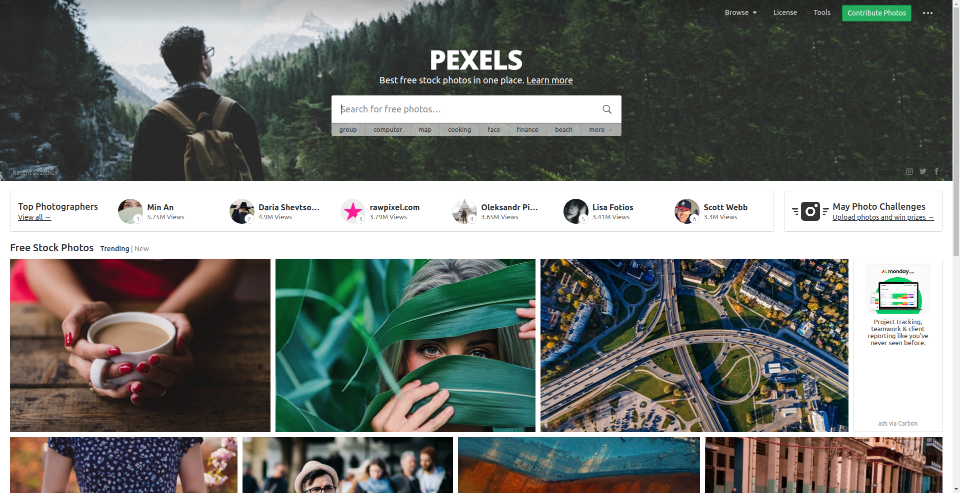 Browse License Tools Contribute Photos
PEXELS
Best free stock photos in one place. Learn more
Search for free photos...
group computer map cooking face finance beach more
Recent Searches
Top Photographers
View all →
Min An
5.75M Views
Daria Shevtso...
4.9M Views
rawpixel.com
3.79M Views
Oleksandr Pi...
3.65M Views
Lisa Fotios
3.41M Views
Scott Webb
3.3M Views
May Photo Challenges
Upload photos and win prizes →
Free Stock Photos Trending | New
monday.com
Project tracking,
teamwork & client
reporting like you've
never seen before.
ads via Carbon